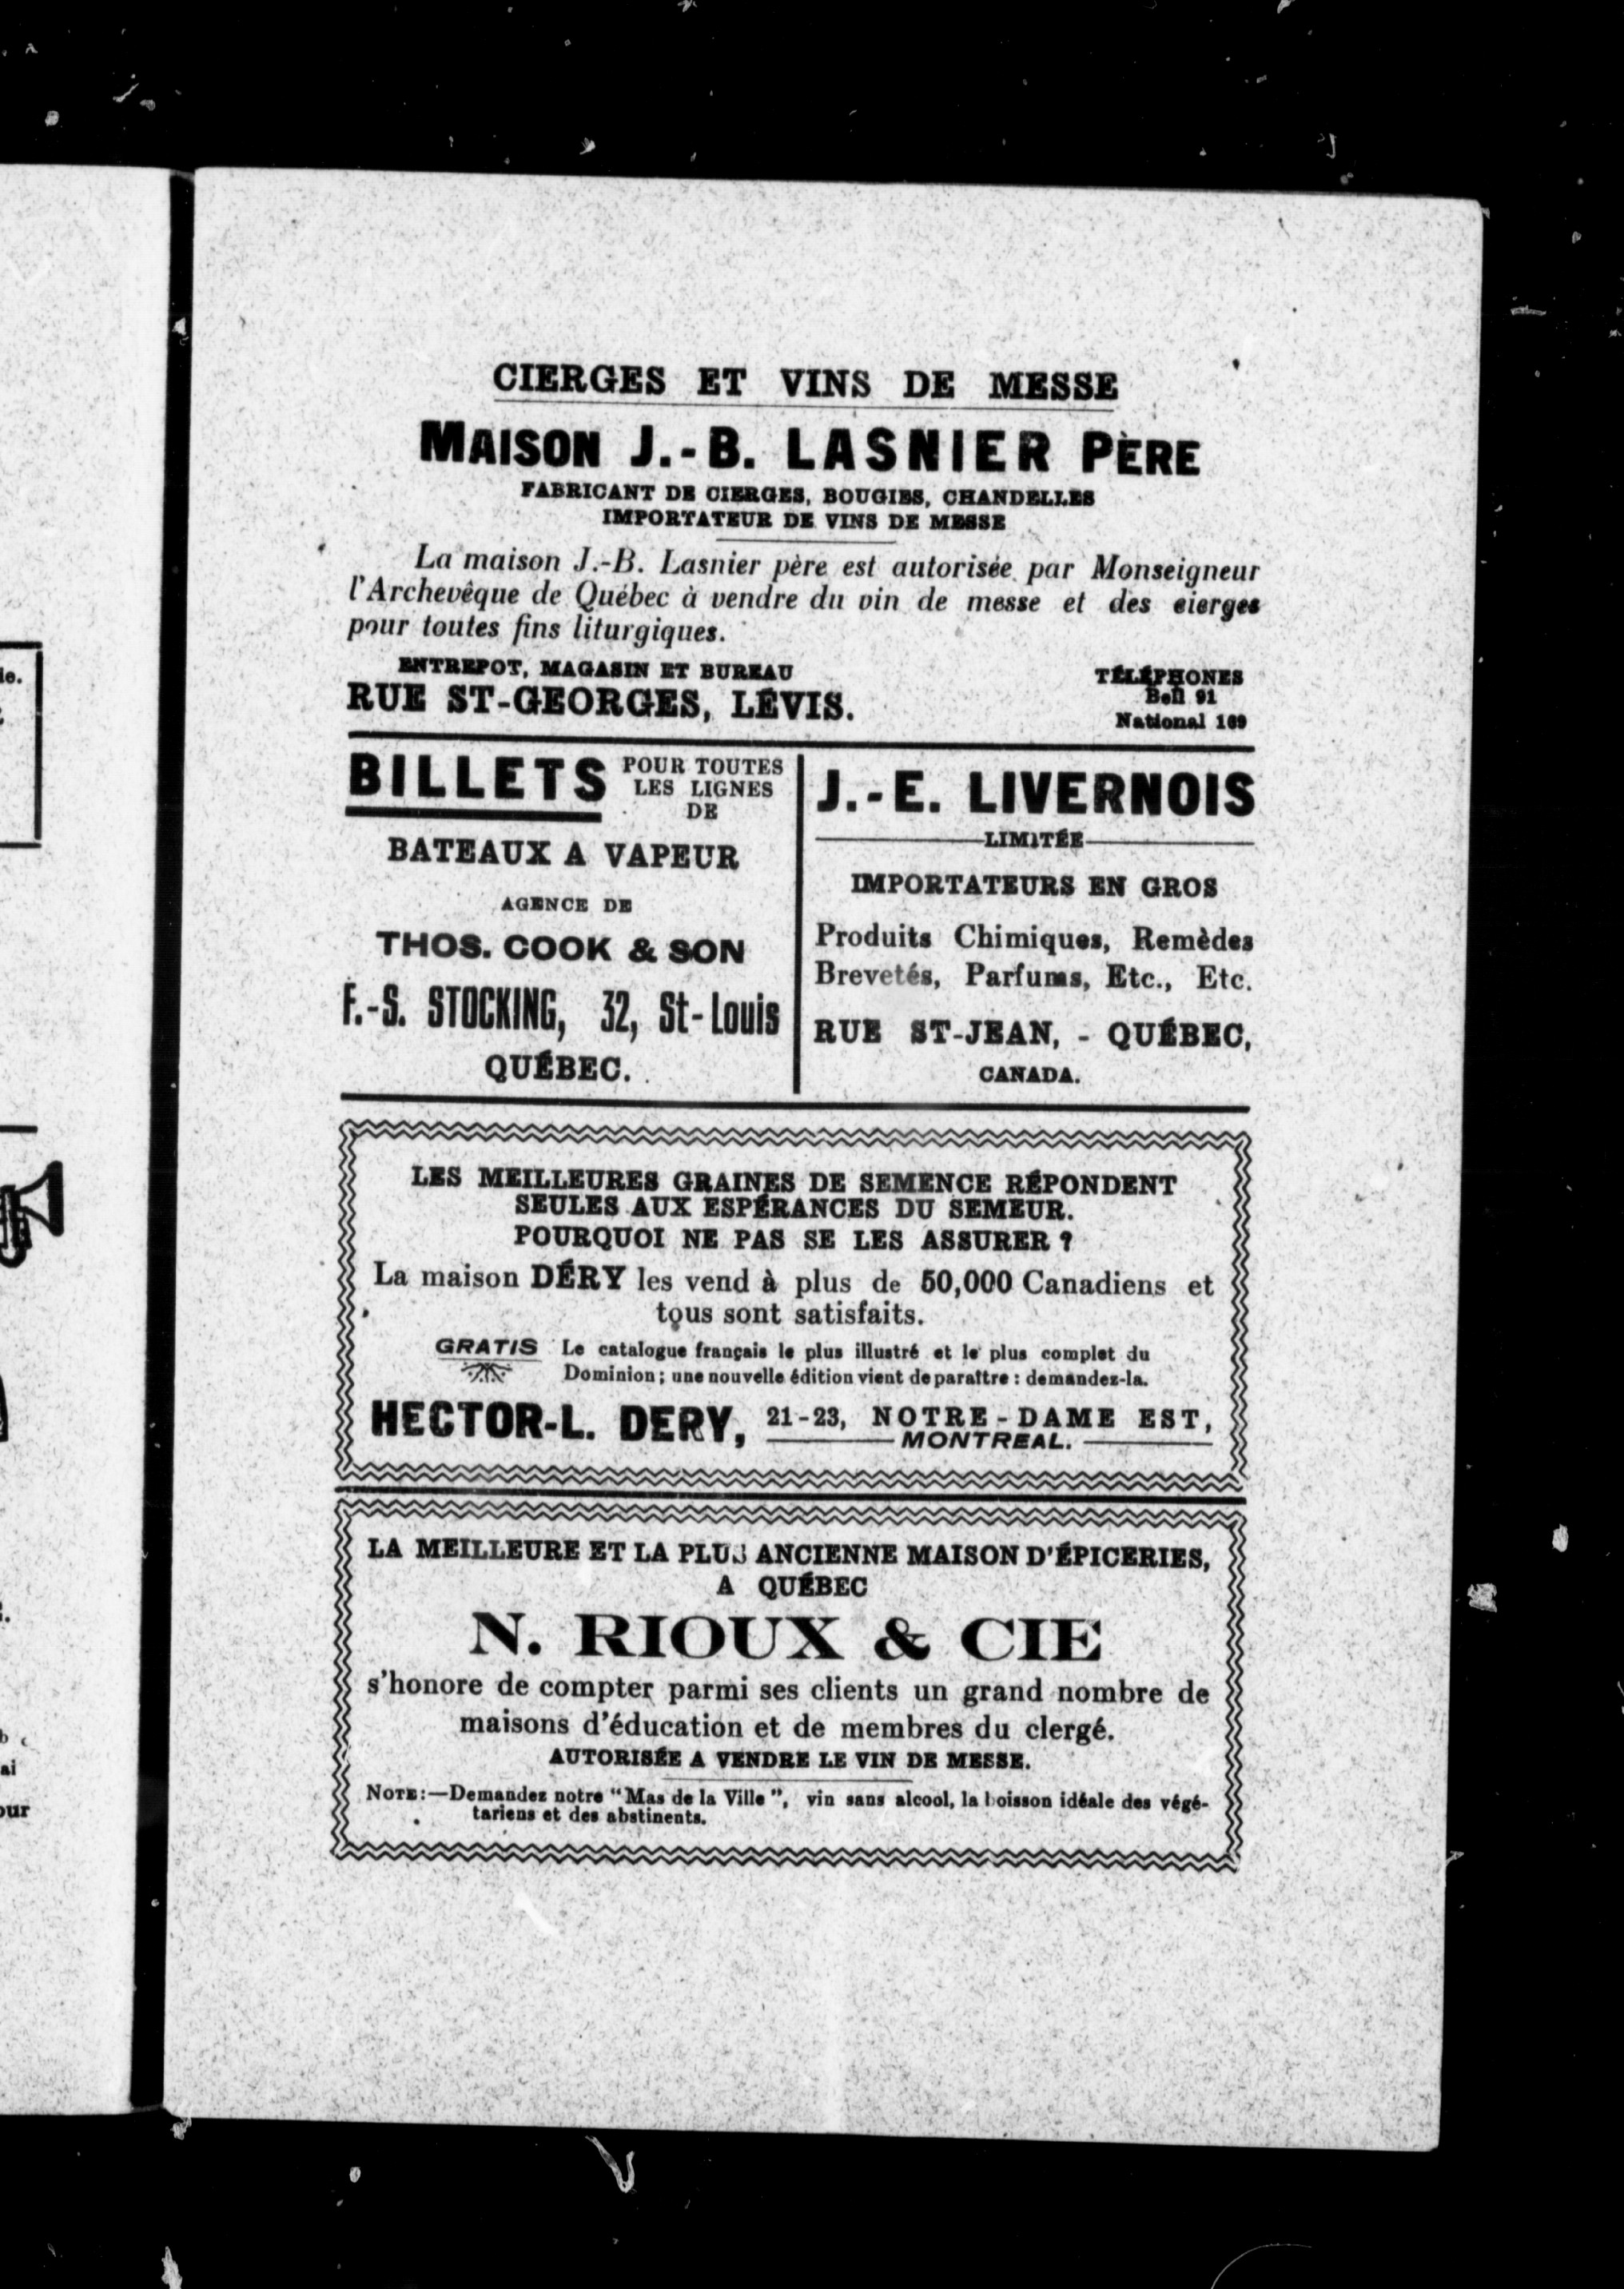 CIERGES ET VINS DE MESSE
MAISON J.-B. LASNIER PÈRE
FABRICANT DE CIERGES, BOUGIES, CHANDELLES
IMPORTATEUR DE VINS DE MESSE
La maison J.-B. Lasnier père est autorisée par Monseigneur
l'Archevêque de Québec à vendre du vin de messe et des cierges
pour toutes fins liturgiques.
ENTREPOT, MAGASIN ET BUREAU
RUE ST-GEORGES, LÉVIS.
TÉLÉPHONES
Bell 91
National 169
BILLETS POUR TOUTES
LES LIGNES
DE
BATEAUX A VAPEUR
AGENCE DE
THOS. COOK & SON
F.-S. STOCKING, 32, St-Louis
QUÉBEC.
J.-E. LIVERNOIS
LIMITÉE
IMPORTATEURS EN GROS
Produits Chimiques, Remèdes
Brevetés, Parfums, Etc., Etc.
RUE ST-JEAN, - QUÉBEC,
CANADA.
LES MEILLEURES GRAINES DE SEMENCE RÉPONDENT
SEULES AUX ESPÉRANCES DU SEMEUR.
POURQUOI NE PAS SE LES ASSURER ?
La maison DÉRY les vend à plus de 50,000 Canadiens et
tous sont satisfaits.
GRATIS Le catalogue français le plus illustré et le plus complet du
Dominion ; une nouvelle édition vient de paraître : demandez-la.
HECTOR-L. DERY, 21-23, NOTRE-DAME EST,
MONTREAL.
LA MEILLEURE ET LA PLUS ANCIENNE MAISON D'ÉPICERIES,
A QUÉBEC
N. RIOUX & CIE
s'honore de compter parmi ses clients un grand nombre de
maisons d'éducation et de membres du clergé.
AUTORISÉE A VENDRE LE VIN DE MESSE.
NOTE:—Demandez notre "Mas de la Ville", vin sans alcool, la boisson idéale des végé-
tariens et des abstinents.